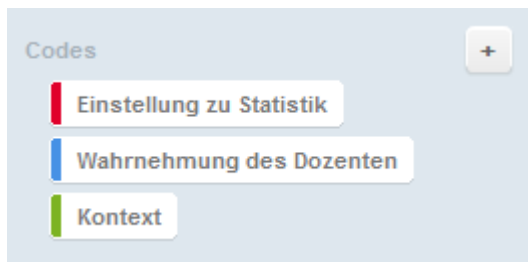 Codes +
Einstellung zu Statistik
Wahrnehmung des Dozenten
Kontext